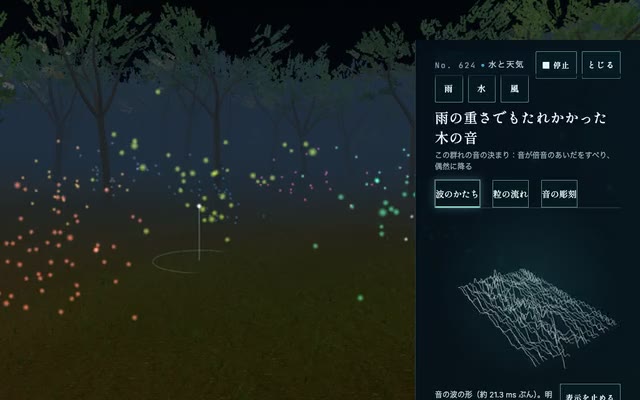 No. 624 • 水と天気
■ 停止
とじる
雨
水
風
雨の重さでもたれかかった
木の音
この群れの音の決まり：音が倍音のあいだをすべり、
偶然に降る
波のかたち
粒の流れ
音の彫刻
音の波の形（約 21.3 ms ぶん）。明
表示を止める